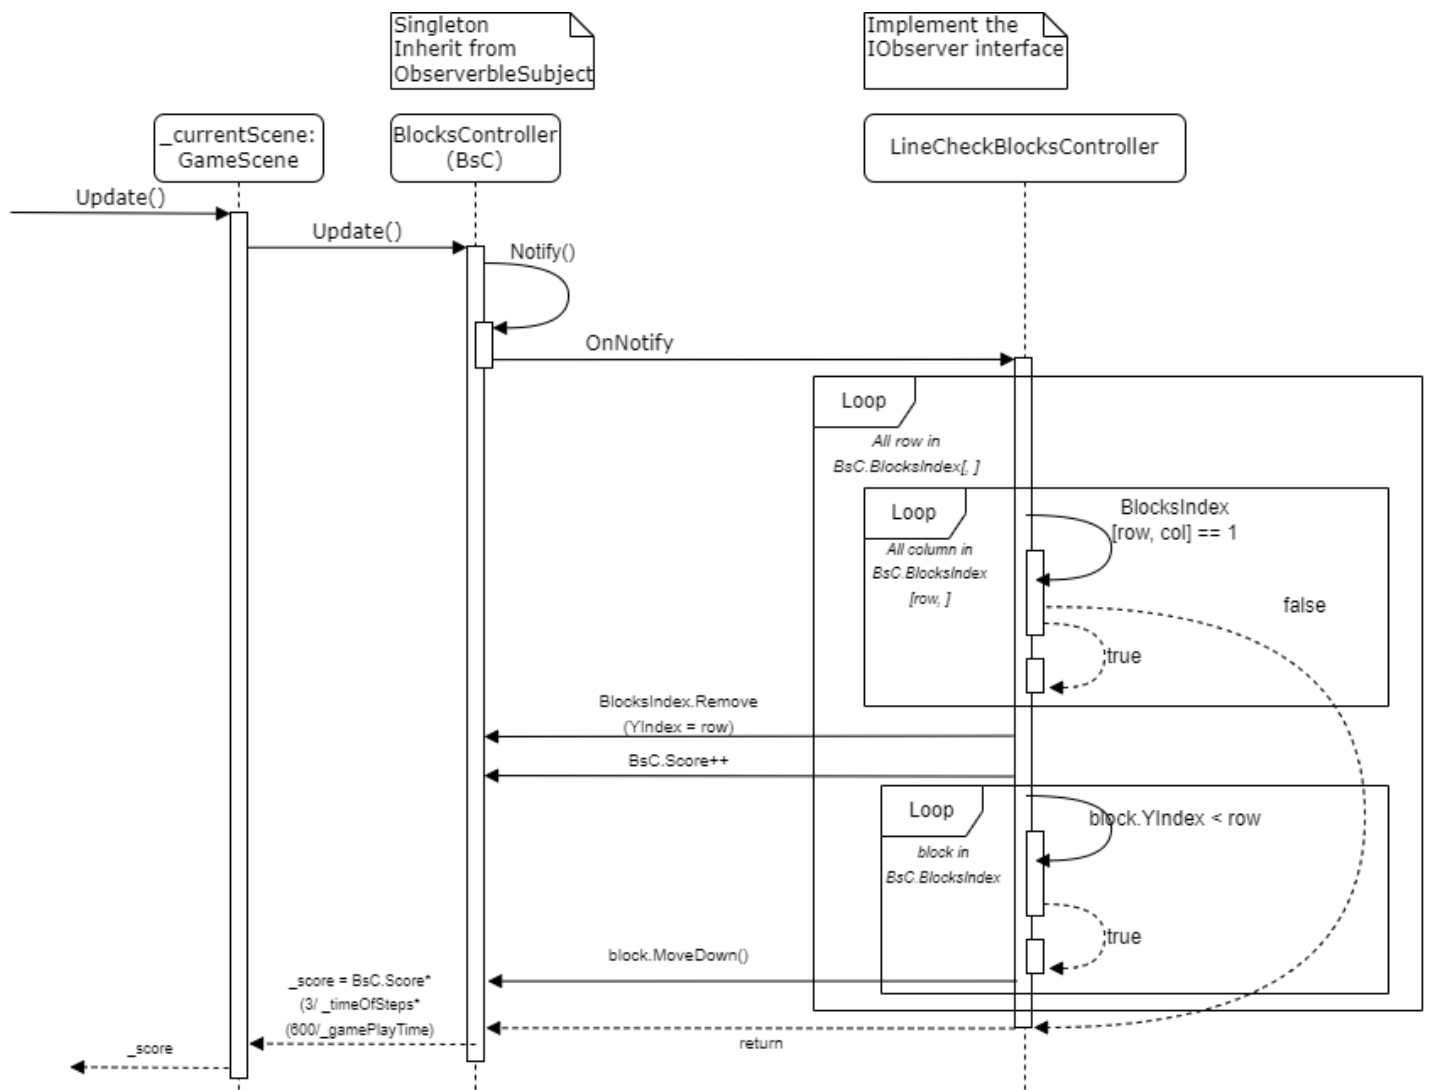 Singleton
Inherit from
ObserverbleSubject
Implement the
IObserver interface
_currentScene:
GameScene
BlocksController
(BsC)
LineCheckBlocksController
Update()
Update()
Notify()
OnNotify
Loop
All row in
BsC.BlocksIndex[, ]
Loop
All column in
BsC.BlocksIndex
[row, ]
BlocksIndex
[row, col] == 1
false
true
BlocksIndex.Remove
(YIndex = row)
BsC.Score++
Loop
block in
BsC.BlocksIndex
block.YIndex < row
true
block.MoveDown()
_score = BsC.Score*
(3/ _timeOfSteps*
(600/_gamePlayTime)
return
_score